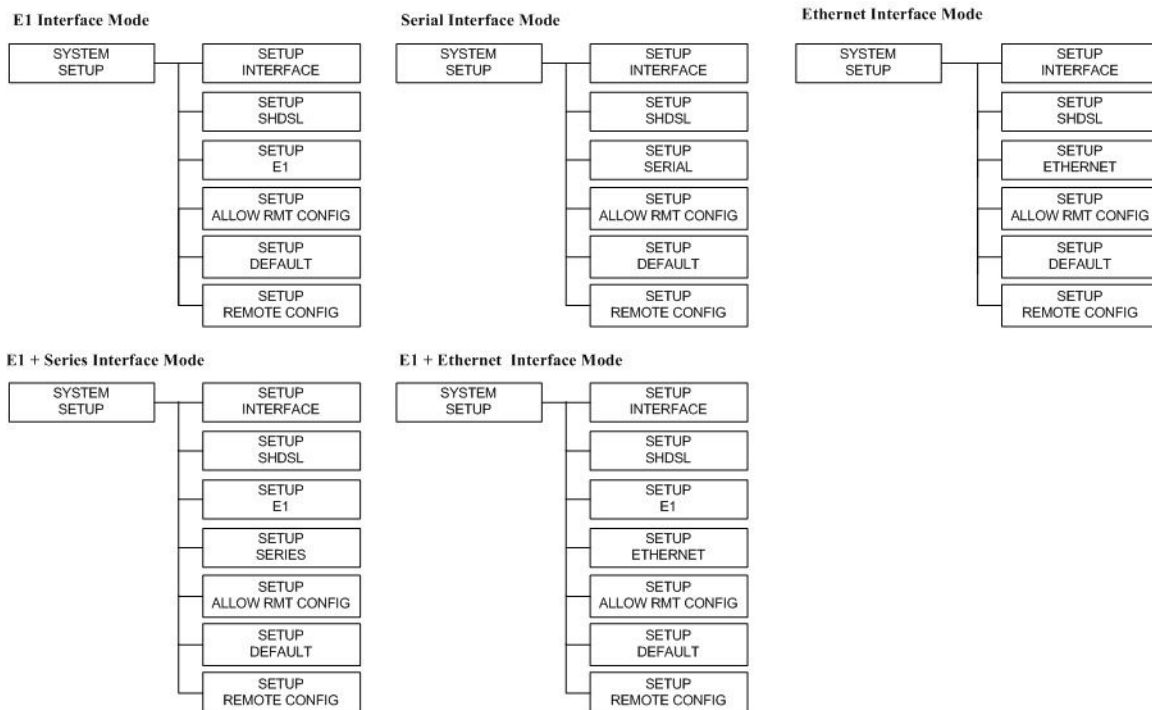 E1 Interface Mode
SYSTEM
SETUP
SETUP
INTERFACE
SETUP
SHDSL
SETUP
E1
SETUP
ALLOW RMT CONFIG
SETUP
DEFAULT
SETUP
REMOTE CONFIG
Serial Interface Mode
SYSTEM
SETUP
SETUP
INTERFACE
SETUP
SHDSL
SETUP
SERIAL
SETUP
ALLOW RMT CONFIG
SETUP
DEFAULT
SETUP
REMOTE CONFIG
Ethernet Interface Mode
SYSTEM
SETUP
SETUP
INTERFACE
SETUP
SHDSL
SETUP
ETHERNET
SETUP
ALLOW RMT CONFIG
SETUP
DEFAULT
SETUP
REMOTE CONFIG
E1 + Series Interface Mode
SYSTEM
SETUP
SETUP
INTERFACE
SETUP
SHDSL
SETUP
E1
SETUP
SERIES
SETUP
ALLOW RMT CONFIG
SETUP
DEFAULT
SETUP
REMOTE CONFIG
E1 + Ethernet Interface Mode
SYSTEM
SETUP
SETUP
INTERFACE
SETUP
SHDSL
SETUP
E1
SETUP
ETHERNET
SETUP
ALLOW RMT CONFIG
SETUP
DEFAULT
SETUP
REMOTE CONFIG